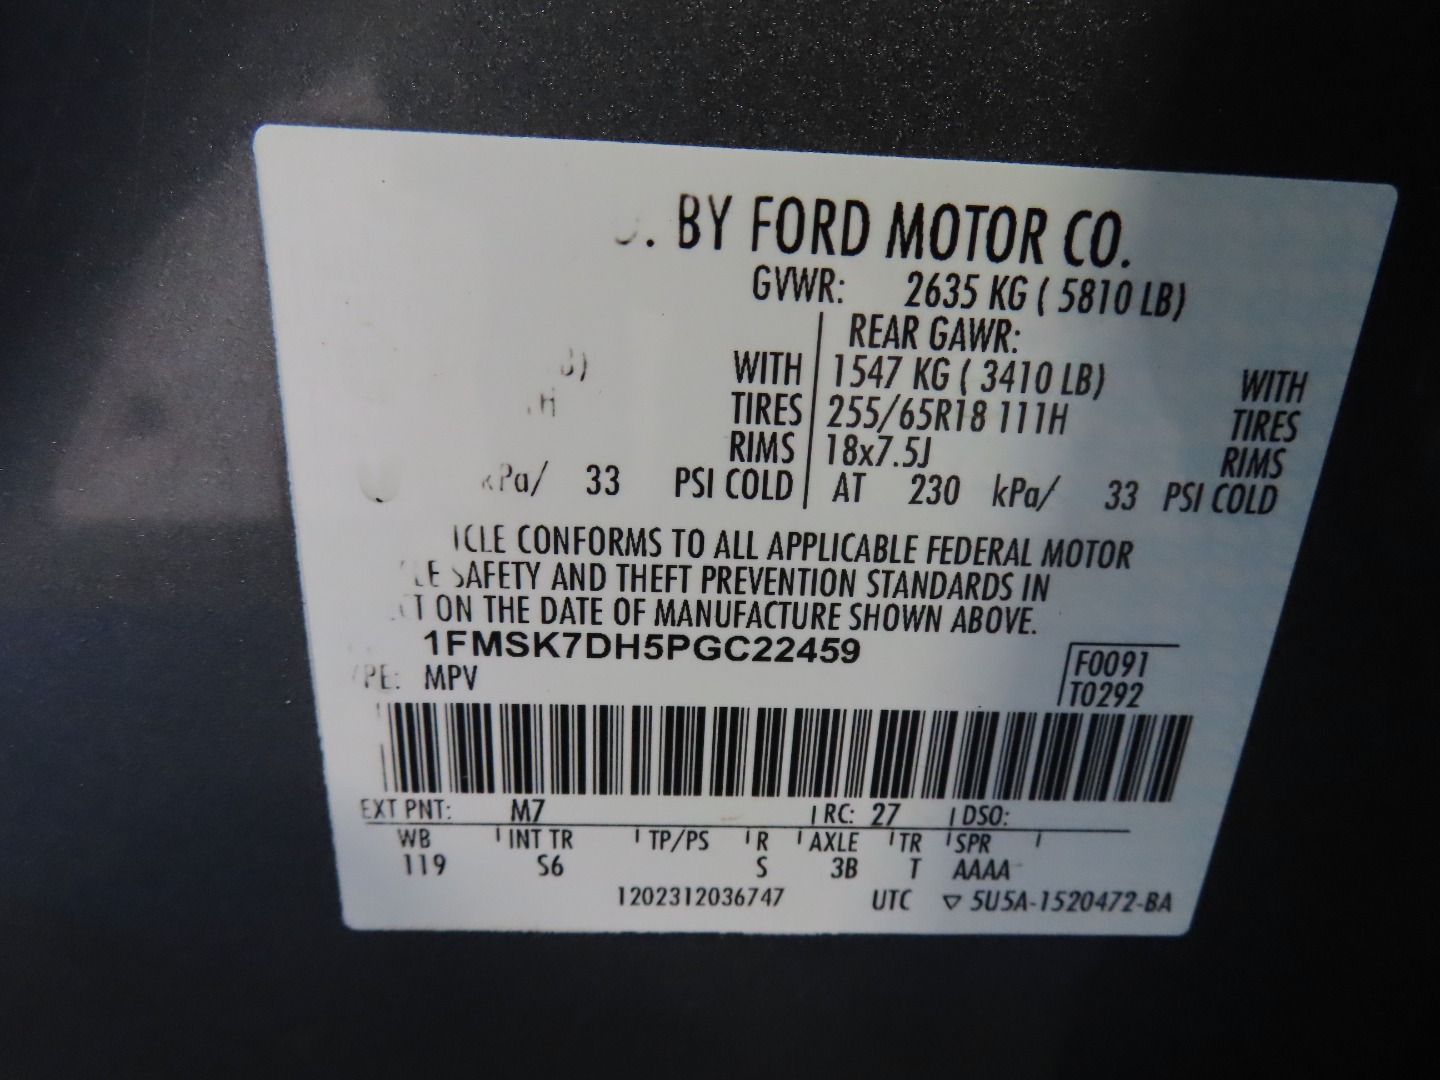 . BY FORD MOTOR CO.
GVWR: 2635 KG ( 5810 LB)
REAR GAWR:
WITH 1547 KG ( 3410 LB) WITH
TIRES 255/65R18 111H TIRES
RIMS 18x7.5J RIMS
kPa/ 33 PSI COLD AT 230 kPa/ 33 PSI COLD
ICLE CONFORMS TO ALL APPLICABLE FEDERAL MOTOR
LE SAFETY AND THEFT PREVENTION STANDARDS IN
CT ON THE DATE OF MANUFACTURE SHOWN ABOVE.
1FMSK7DH5PGC22459
YPE: MPV
F0091
T0292
EXT PNT: M7 RC: 27 DSO:
WB INT TR TP/PS R AXLE TR SPR
119 S6 S 3B T AAAA
1202312036747 UTC ▽ 5U5A-1520472-BA